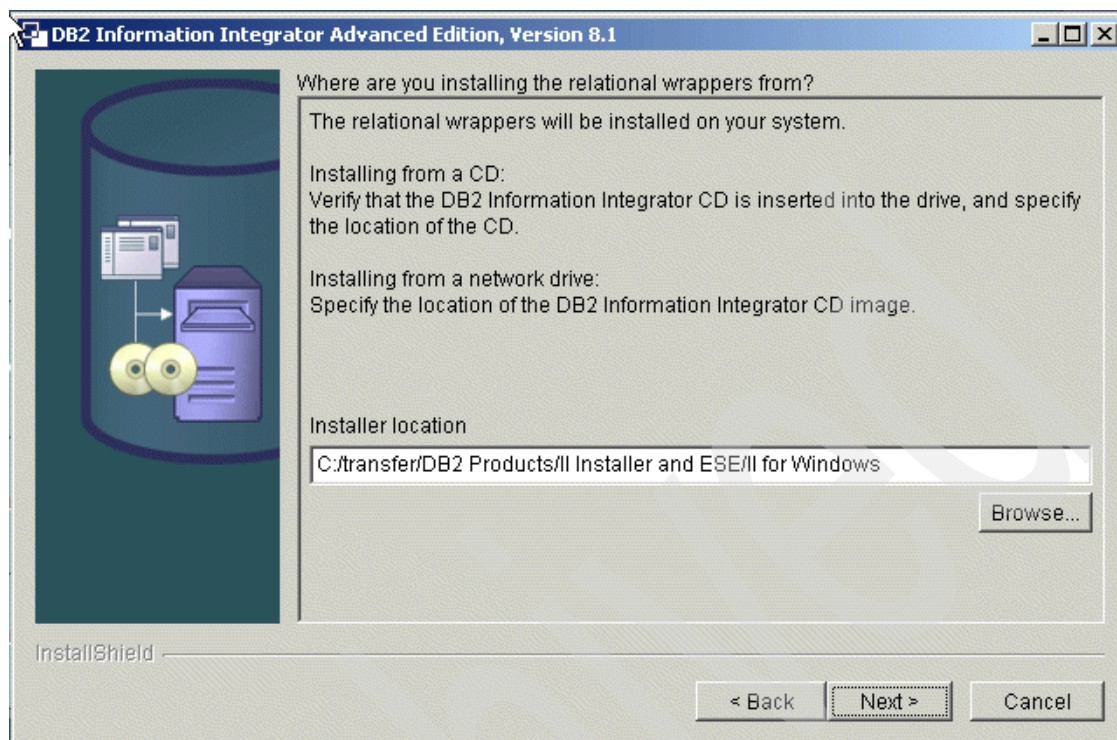 DB2 Information Integrator Advanced Edition, Version 8.1
Where are you installing the relational wrappers from?
The relational wrappers will be installed on your system.
Installing from a CD:
Verify that the DB2 Information Integrator CD is inserted into the drive, and specify
the location of the CD.
Installing from a network drive:
Specify the location of the DB2 Information Integrator CD image.
Installer location
C:/transfer/DB2 Products/II Installer and ESE/II for Windows
Browse...
InstallShield
< Back
Next >
Cancel